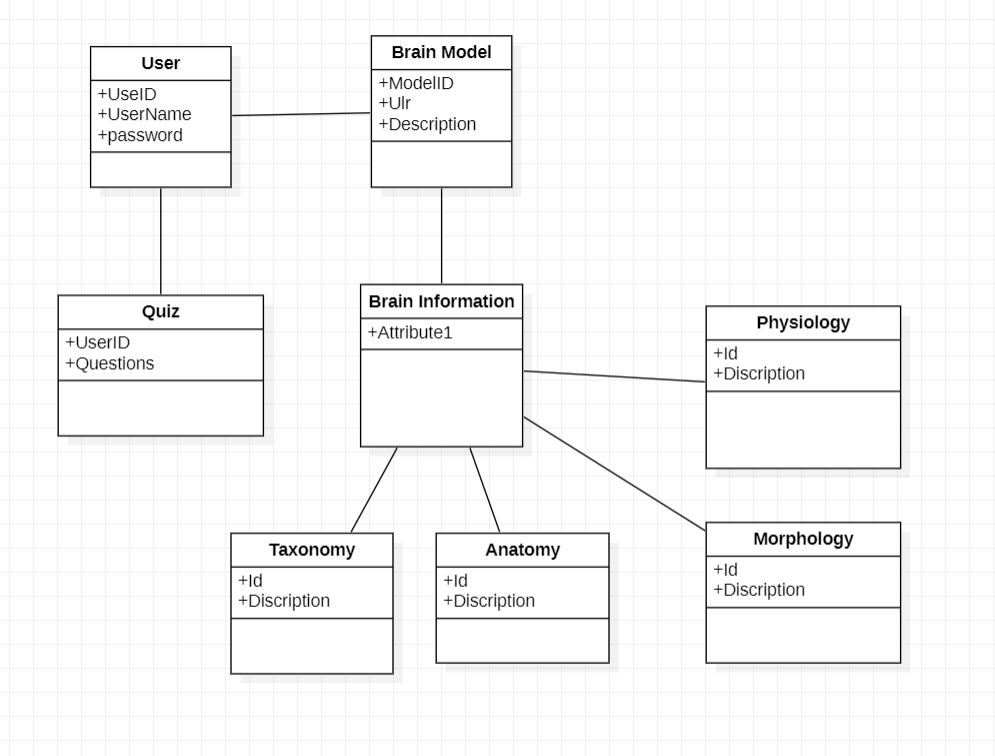 User
+UseID
+UserName
+password
Brain Model
+ModelID
+Ulr
+Description
Quiz
+UserID
+Questions
Brain Information
+Attribute1
Physiology
+Id
+Discription
Taxonomy
+Id
+Discription
Anatomy
+Id
+Discription
Morphology
+Id
+Discription